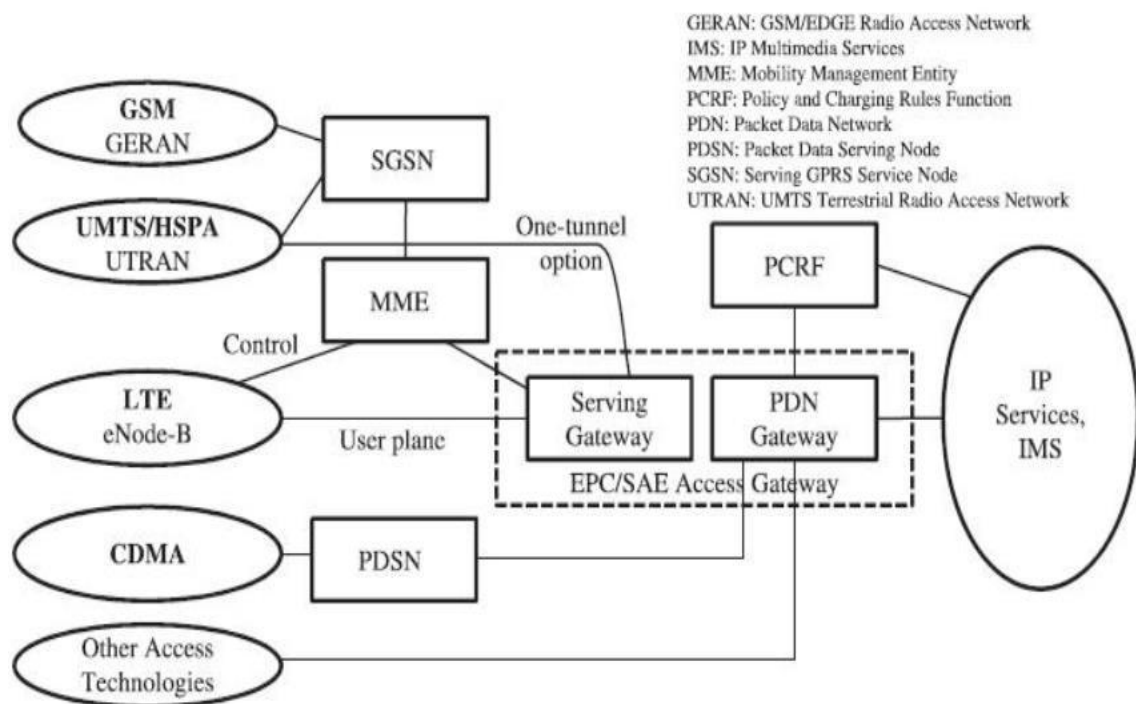 GERAN: GSM/EDGE Radio Access Network
IMS: IP Multimedia Services
MME: Mobility Management Entity
PCRF: Policy and Charging Rules Function
PDN: Packet Data Network
PDSN: Packet Data Serving Node
SGSN: Serving GPRS Service Node
UTRAN: UMTS Terrestrial Radio Access Network
GSM
GERAN
SGSN
UMTS/HSPA
UTRAN
One-tunnel
option
PCRF
MME
Control
LTE
eNode-B
User plane
Serving
Gateway
PDN
Gateway
EPC/SAE Access Gateway
IP
Services,
IMS
CDMA
PDSN
Other Access
Technologies